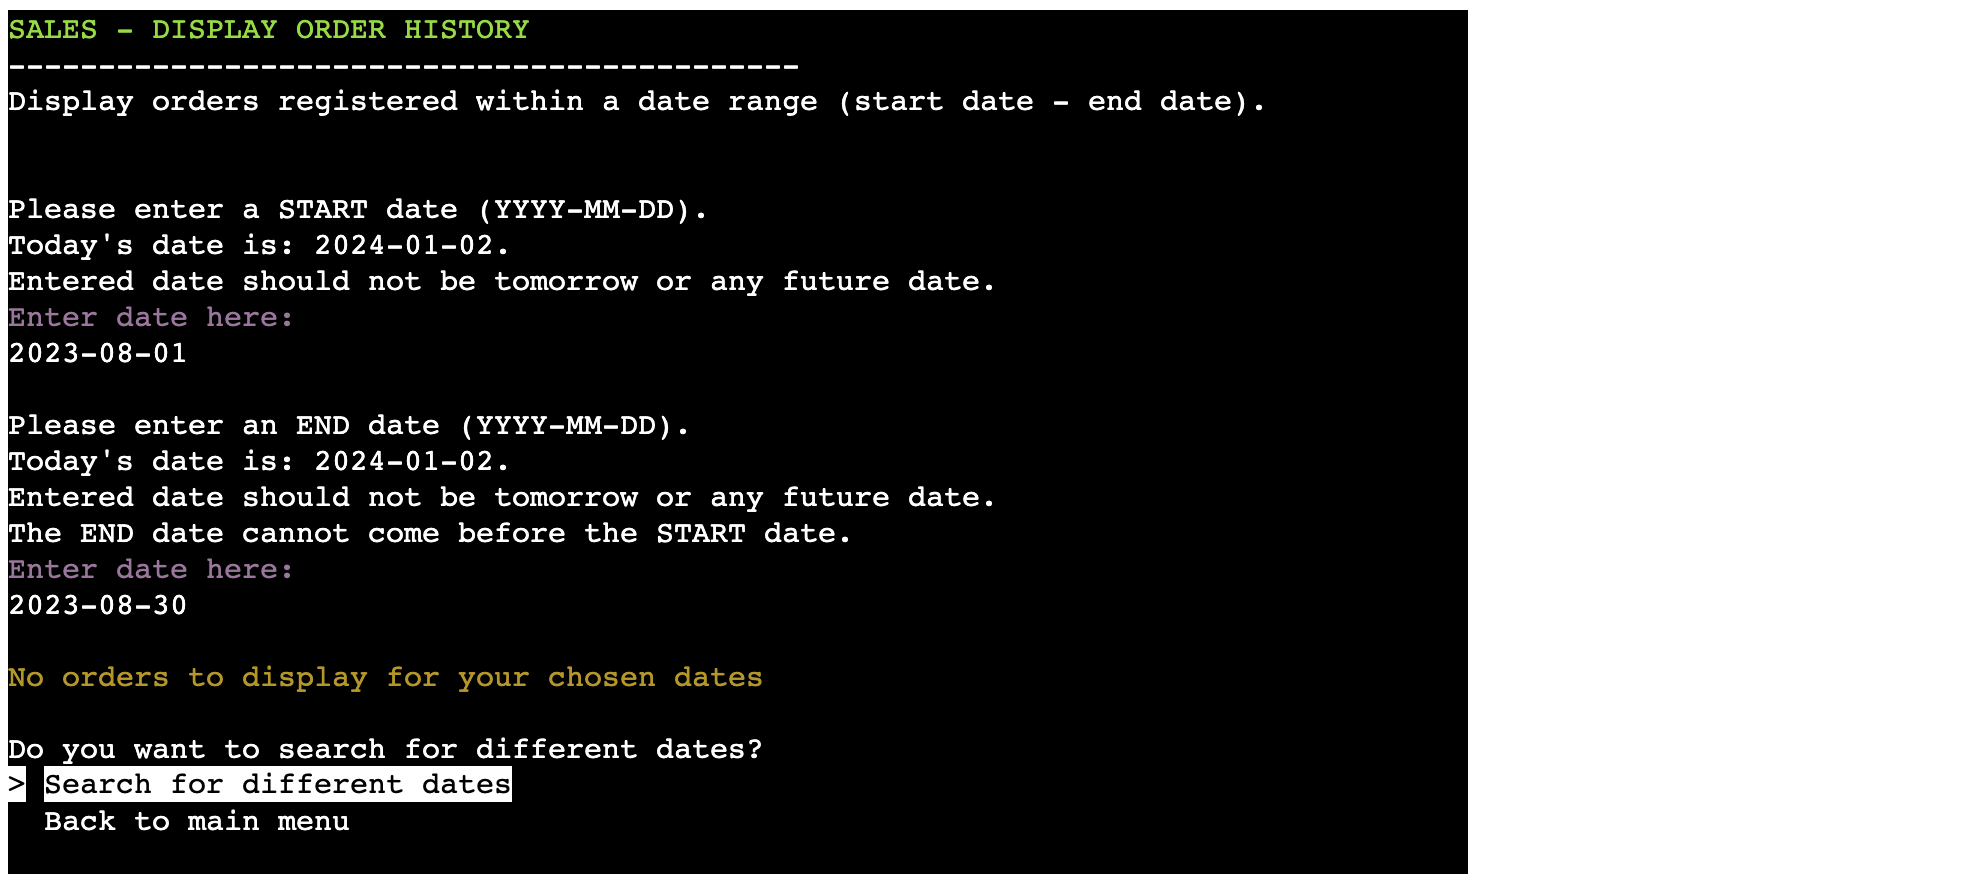 SALES - DISPLAY ORDER HISTORY
--------------------------------------------
Display orders registered within a date range (start date - end date).
Please enter a START date (YYYY-MM-DD).
Today's date is: 2024-01-02.
Entered date should not be tomorrow or any future date.
Enter date here:
2023-08-01
Please enter an END date (YYYY-MM-DD).
Today's date is: 2024-01-02.
Entered date should not be tomorrow or any future date.
The END date cannot come before the START date.
Enter date here:
2023-08-30
No orders to display for your chosen dates
Do you want to search for different dates?
> Search for different dates
Back to main menu